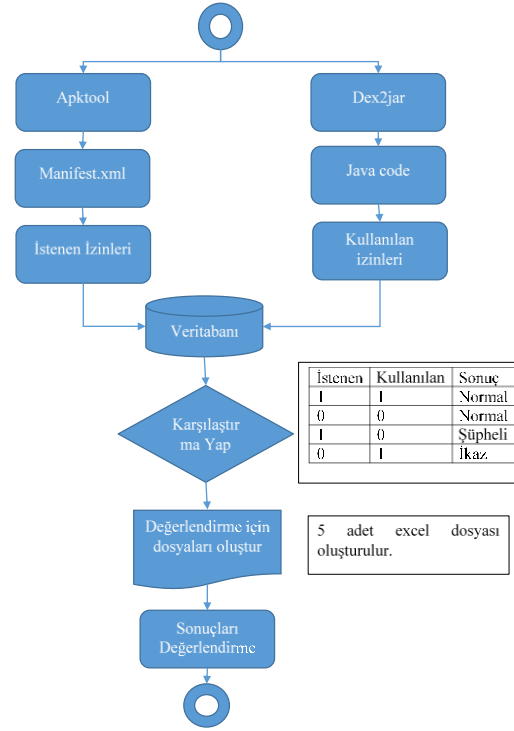 Apktool
Dex2jar
Manifest.xml
Java code
İstenen İzinleri
Kullanılan
izinleri
Veritabanı
İstenen Kullanılan Sonuç
1 1 Normal
0 0 Normal
1 0 Şüpheli
0 1 İkaz
Karşılaştır
ma Yap
Değerlendirme için
dosyaları oluştur
5 adet excel dosyası
oluşturulur.
Sonuçları
Değerlendirme